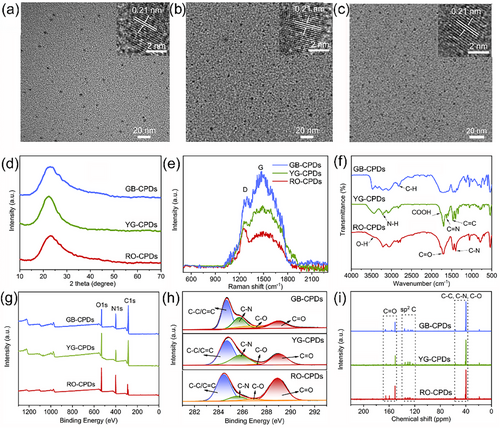 (a)
0.21 nm
2 nm
20 nm
(b)
0.21 nm
2 nm
20 nm
(c)
0.21 nm
2 nm
20 nm
(d)
Intensity (a.u.)
GB-CPDs
YG-CPDs
RO-CPDs
10 20 30 40 50 60 70
2 theta (degree)
(e)
Intensity (a.u.)
GB-CPDs
YG-CPDs
RO-CPDs
D
G
600 900 1200 1500 1800 2100
Raman shift (cm-1)
(f)
Transmittance (%)
GB-CPDs
C-H
YG-CPDs
N-H
COOH
C=C
C=N
RO-CPDs
O-H
C=O
C-N
4000 3500 3000 2500 2000 1500 1000 500
Wavenumber (cm-1)
(g)
Intensity (a.u.)
O1s
N1s
C1s
GB-CPDs
YG-CPDs
RO-CPDs
1200 900 600 300 0
Binding Energy (eV)
(h)
Intensity (a.u.)
GB-CPDs
C-C/C=C
C-N
C-O
C=O
YG-CPDs
C-C/C=C
C-N
C-O
C=O
RO-CPDs
C-C/C=C
C-N
C-O
C=O
284 286 288 290 292
Binding Energy (eV)
(i)
Intensity (a.u.)
C=O
sp2 C
C-C, C-N, C-O
GB-CPDs
YG-CPDs
RO-CPDs
200 160 120 80 40 0
Chemical shift (ppm)